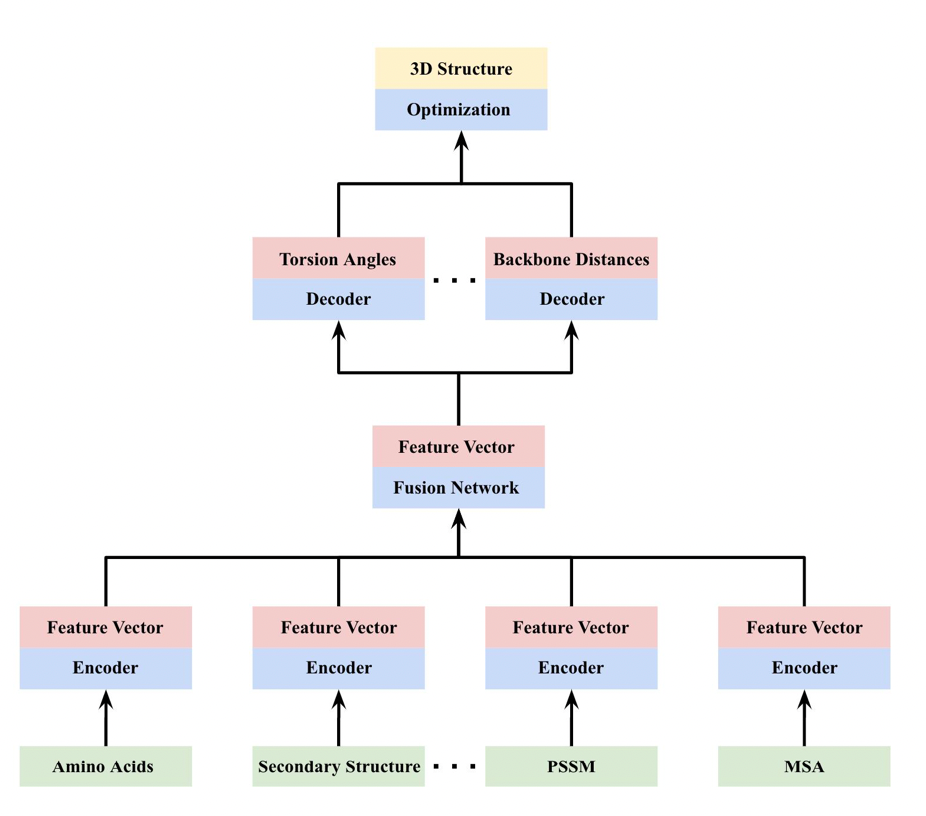 3D Structure
Optimization
Torsion Angles
Backbone Distances
. . .
Decoder
Decoder
Feature Vector
Fusion Network
Feature Vector
Feature Vector
Feature Vector
Feature Vector
Encoder
Encoder
Encoder
Encoder
Amino Acids
Secondary Structure
. . .
PSSM
MSA